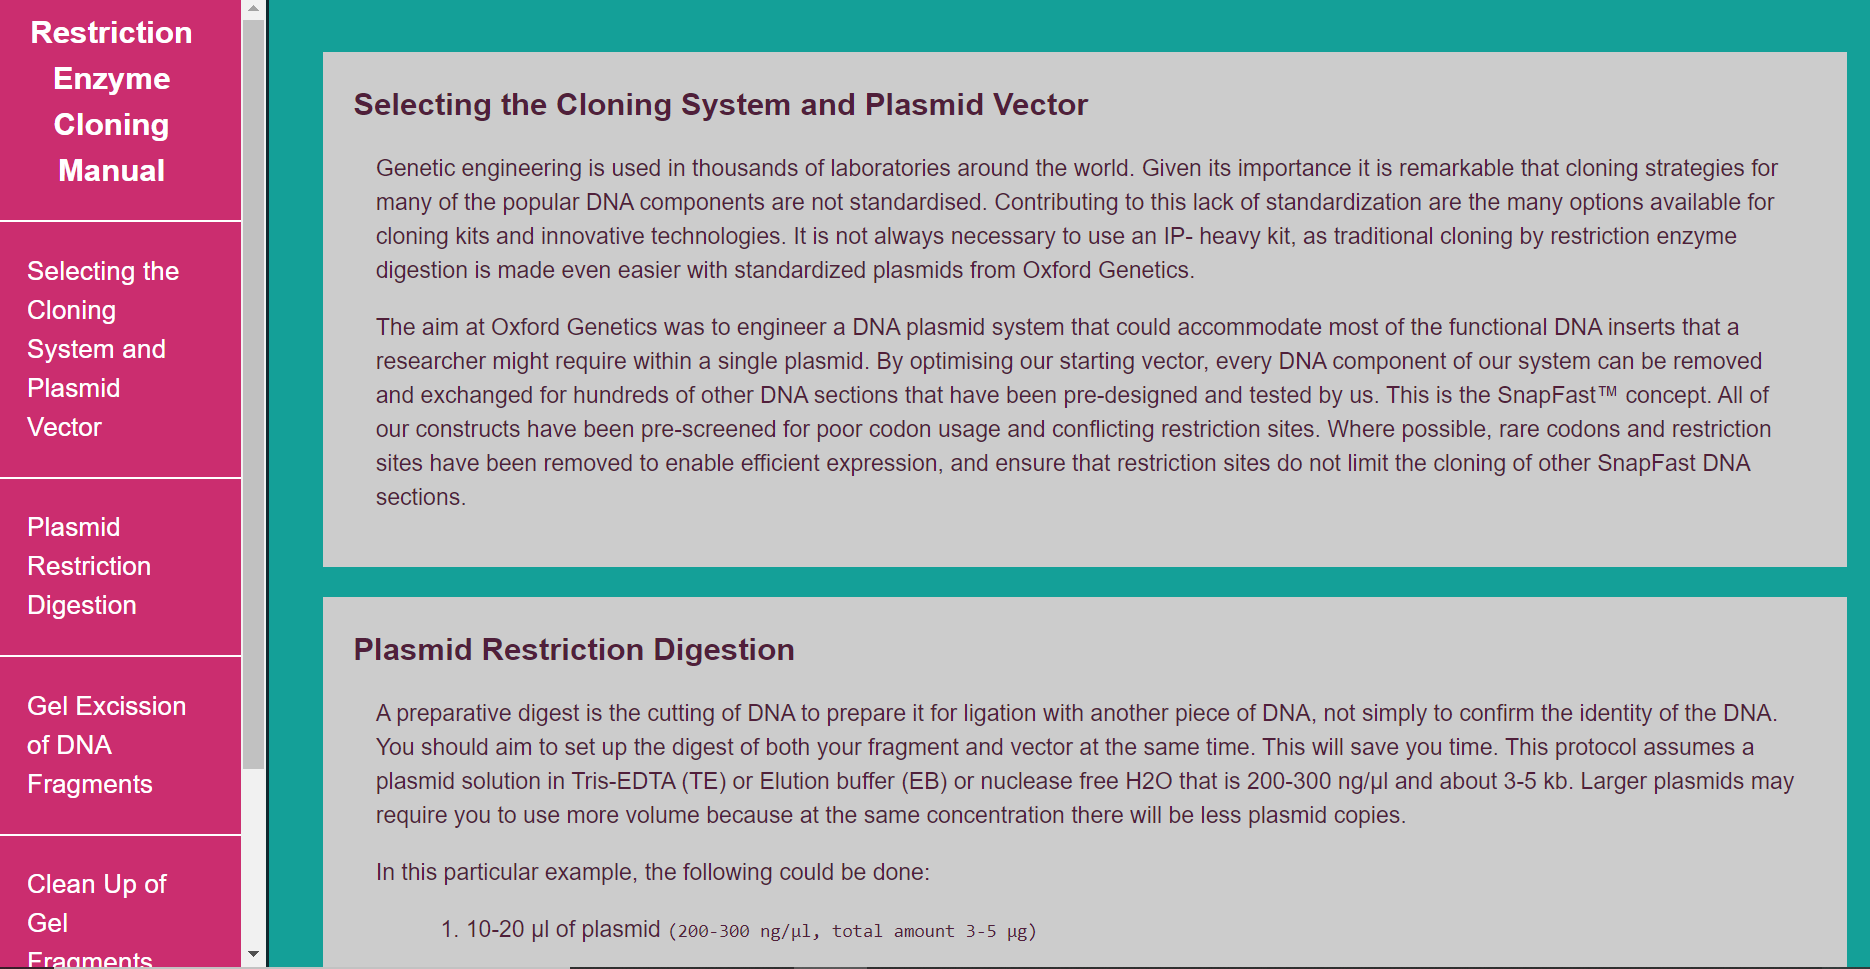 Restriction
Enzyme
Cloning
Manual
Selecting the
Cloning
System and
Plasmid
Vector
Plasmid
Restriction
Digestion
Gel Excission
of DNA
Fragments
Clean Up of
Gel
Fragments
Selecting the Cloning System and Plasmid Vector
Genetic engineering is used in thousands of laboratories around the world. Given its importance it is remarkable that cloning strategies for
many of the popular DNA components are not standardised. Contributing to this lack of standardization are the many options available for
cloning kits and innovative technologies. It is not always necessary to use an IP- heavy kit, as traditional cloning by restriction enzyme
digestion is made even easier with standardized plasmids from Oxford Genetics.
The aim at Oxford Genetics was to engineer a DNA plasmid system that could accommodate most of the functional DNA inserts that a
researcher might require within a single plasmid. By optimising our starting vector, every DNA component of our system can be removed
and exchanged for hundreds of other DNA sections that have been pre-designed and tested by us. This is the SnapFast™ concept. All of
our constructs have been pre-screened for poor codon usage and conflicting restriction sites. Where possible, rare codons and restriction
sites have been removed to enable efficient expression, and ensure that restriction sites do not limit the cloning of other SnapFast DNA
sections.
Plasmid Restriction Digestion
A preparative digest is the cutting of DNA to prepare it for ligation with another piece of DNA, not simply to confirm the identity of the DNA.
You should aim to set up the digest of both your fragment and vector at the same time. This will save you time. This protocol assumes a
plasmid solution in Tris-EDTA (TE) or Elution buffer (EB) or nuclease free H2O that is 200-300 ng/µl and about 3-5 kb. Larger plasmids may
require you to use more volume because at the same concentration there will be less plasmid copies.
In this particular example, the following could be done:
1. 10-20 µl of plasmid (200-300 ng/µl, total amount 3-5 µg)